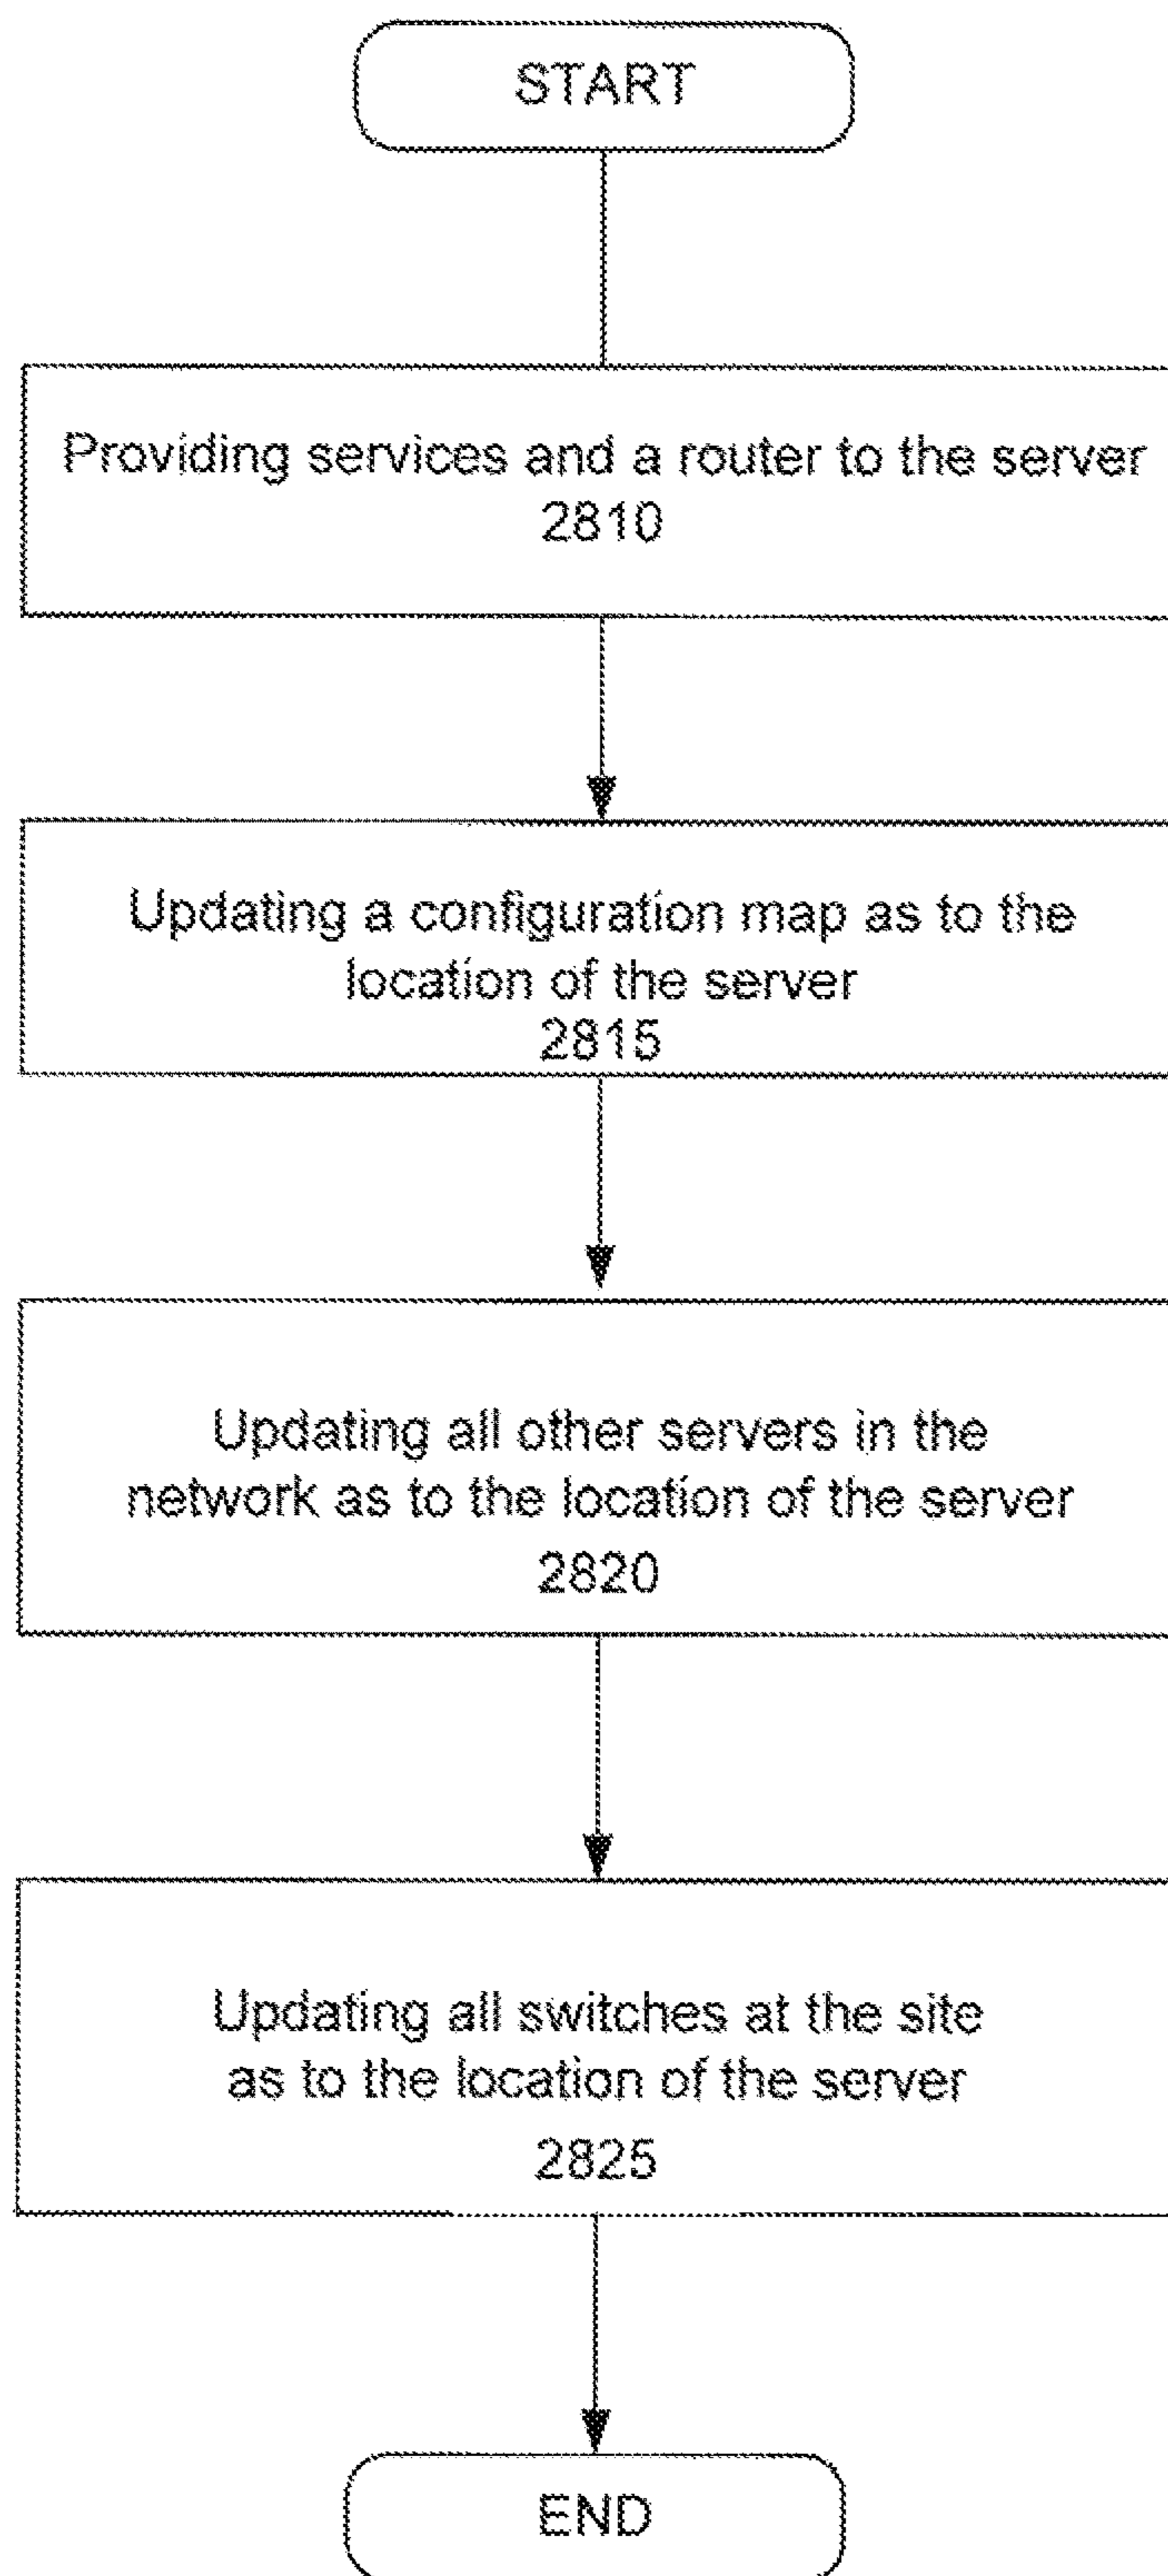 START
Providing services and a router to the server
2810
Updating a configuration map as to the
location of the server
2815
Updating all other servers in the
network as to the location of the server
2820
Updating all switches at the site
as to the location of the server
2825
END